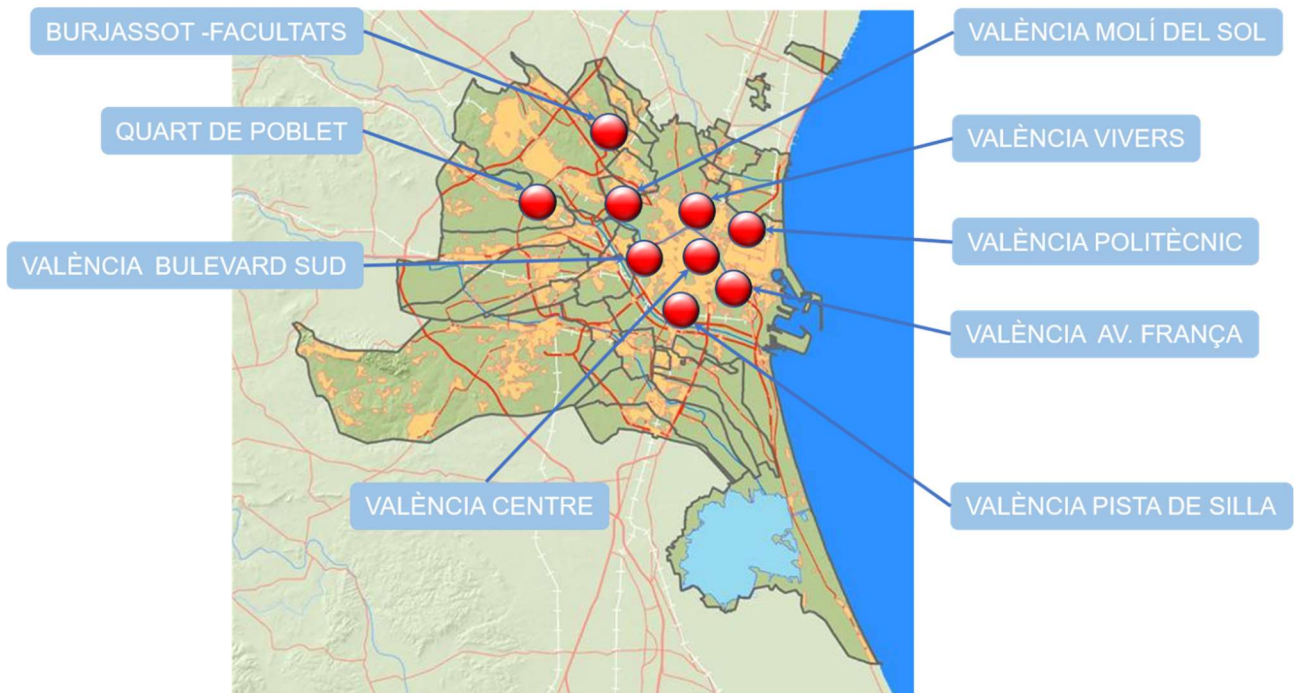 BURJASSOT -FACULTATS
VALÈNCIA MOLÍ DEL SOL
QUART DE POBLET
VALÈNCIA VIVERS
VALÈNCIA POLITÈCNIC
VALÈNCIA BULEVARD SUD
VALÈNCIA AV. FRANÇA
VALÈNCIA CENTRE
VALÈNCIA PISTA DE SILLA